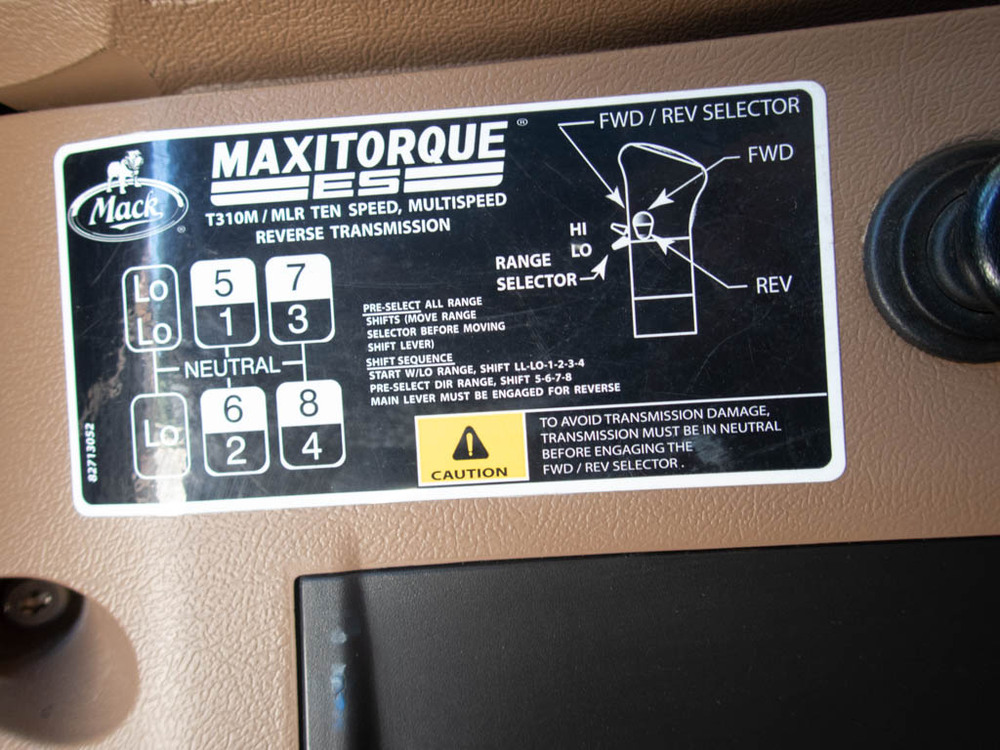 Mack
®
MAXITORQUE ®
ES
T310M / MLR TEN SPEED, MULTISPEED
REVERSE TRANSMISSION
FWD / REV SELECTOR
FWD
HI
LO
RANGE
SELECTOR
REV
Lo 5 7
Lo 1 3
NEUTRAL
Lo 6 8
2 4
PRE-SELECT ALL RANGE
SHIFTS (MOVE RANGE
SELECTOR BEFORE MOVING
SHIFT LEVER)
SHIFT SEQUENCE
START W/LO RANGE, SHIFT LL-LO-1-2-3-4
PRE-SELECT DIR RANGE, SHIFT 5-6-7-8
MAIN LEVER MUST BE ENGAGED FOR REVERSE
CAUTION
TO AVOID TRANSMISSION DAMAGE,
TRANSMISSION MUST BE IN NEUTRAL
BEFORE ENGAGING THE
FWD / REV SELECTOR .
82713052